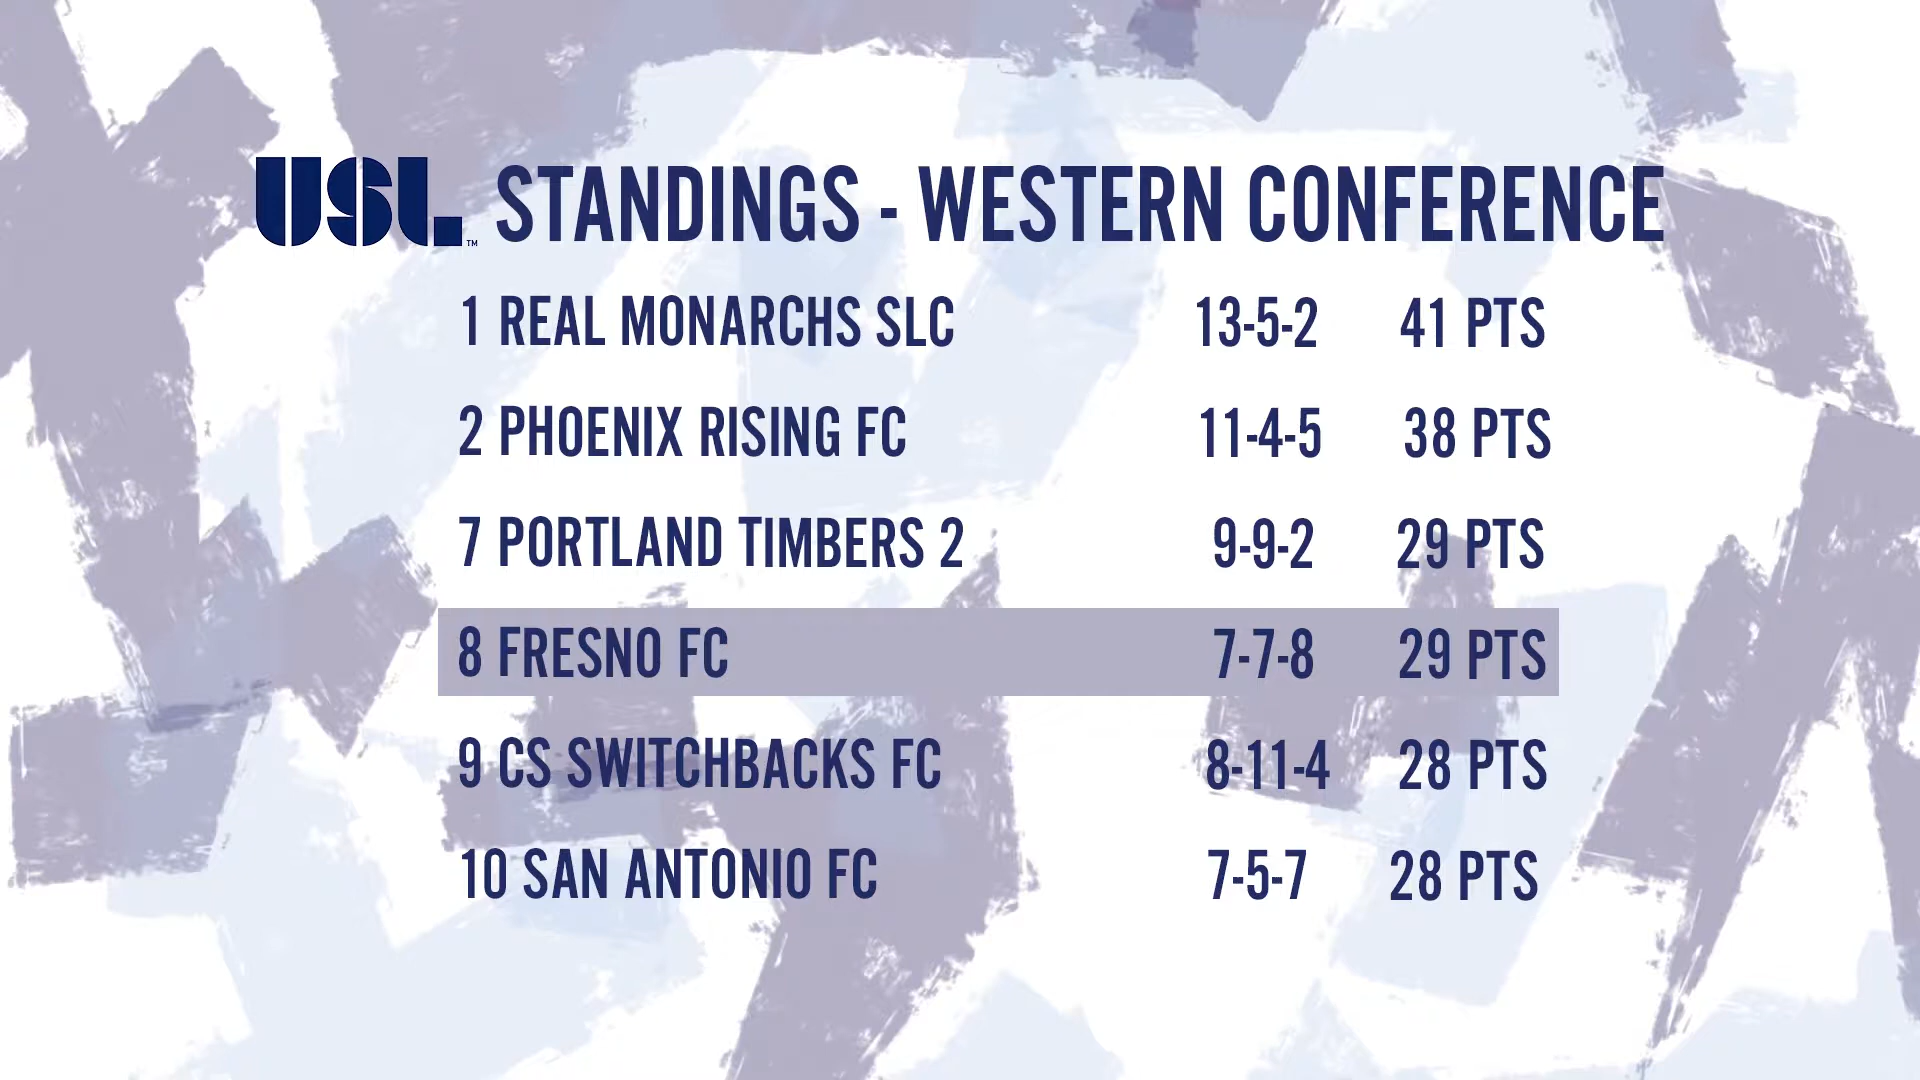 USL™ STANDINGS - WESTERN CONFERENCE
1 REAL MONARCHS SLC 13-5-2 41 PTS
2 PHOENIX RISING FC 11-4-5 38 PTS
7 PORTLAND TIMBERS 2 9-9-2 29 PTS
8 FRESNO FC 7-7-8 29 PTS
9 CS SWITCHBACKS FC 8-11-4 28 PTS
10 SAN ANTONIO FC 7-5-7 28 PTS